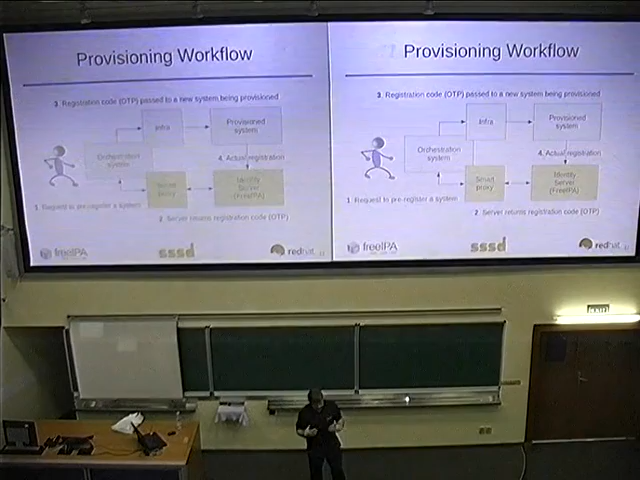 Provisioning Workflow
3. Registration code (OTP) passed to a new system being provisioned
Infra
Provisioned
system
Orchestration
system
4. Actual registration
Smart
proxy
Identity
Server
(FreeIPA)
1. Request to pre-register a system
2. Server returns registration code (OTP)
freeIPA
sssd
redhat.
Provisioning Workflow
3. Registration code (OTP) passed to a new system being provisioned
Infra
Provisioned
system
Orchestration
system
4. Actual registration
Smart
proxy
Identity
Server
(FreeIPA)
1. Request to pre-register a system
2. Server returns registration code (OTP)
freeIPA
sssd
redhat.